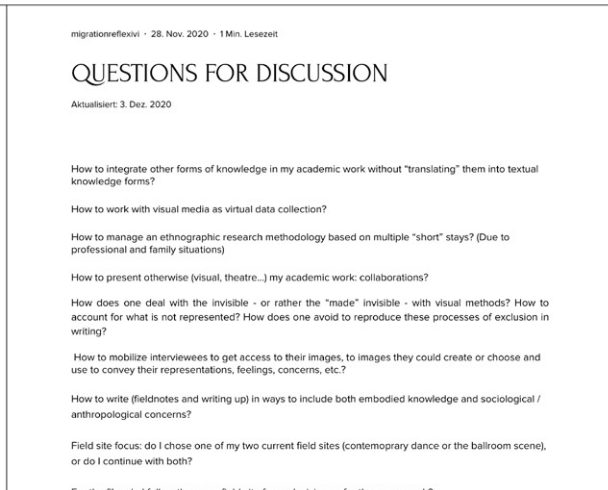 migrationreflexivi · 28. Nov. 2020 · 1 Min. Lesezeit
QUESTIONS FOR DISCUSSION
Aktualisiert: 3. Dez. 2020
How to integrate other forms of knowledge in my academic work without "translating" them into textual
knowledge forms?
How to work with visual media as virtual data collection?
How to manage an ethnographic research methodology based on multiple "short" stays? (Due to
professional and family situations)
How to present otherwise (visual, theatre...) my academic work: collaborations?
How does one deal with the invisible - or rather the "made" invisible - with visual methods? How to
account for what is not represented? How does one avoid to reproduce these processes of exclusion in
writing?
How to mobilize interviewees to get access to their images, to images they could create or choose and
use to convey their representations, feelings, concerns, etc.?
How to write (fieldnotes and writing up) in ways to include both embodied knowledge and sociological /
anthropological concerns?
Field site focus: do I chose one of my two current field sites (contemoprary dance or the ballroom scene),
or do I continue with both?